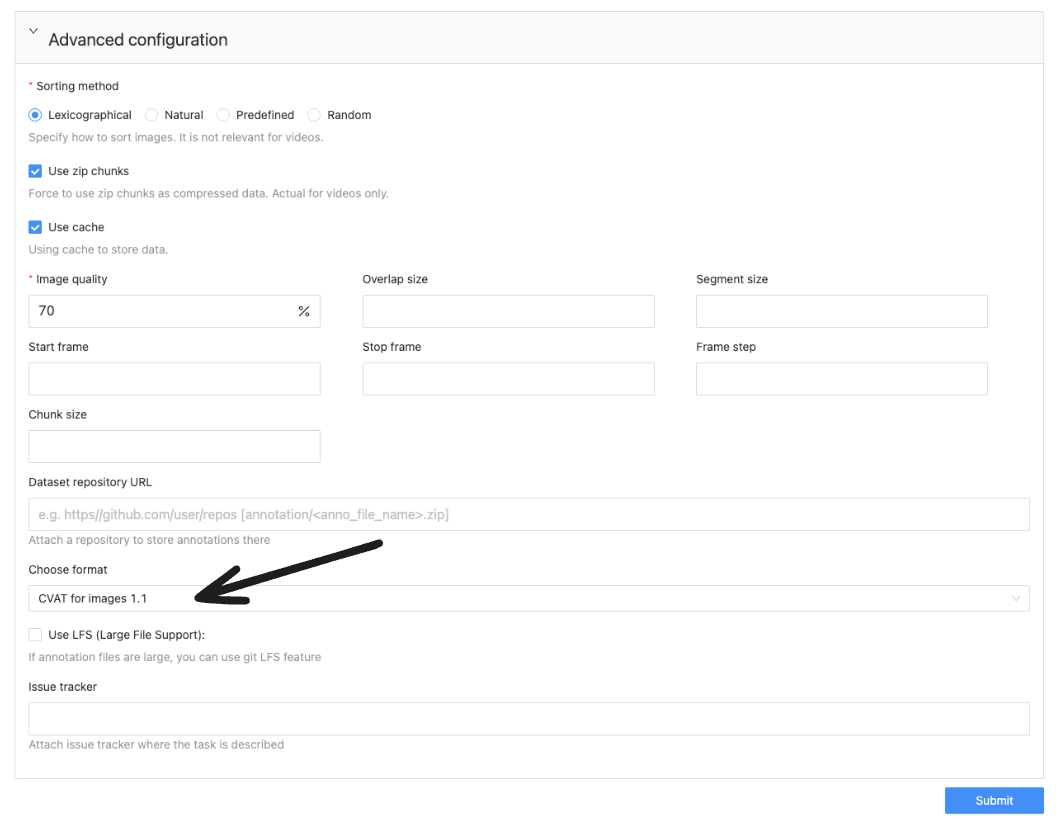 Advanced configuration
* Sorting method
Lexicographical Natural Predefined Random
Specify how to sort images. It is not relevant for videos.
Use zip chunks
Force to use zip chunks as compressed data. Actual for videos only.
Use cache
Using cache to store data.
* Image quality Overlap size Segment size
70 %
Start frame Stop frame Frame step
Chunk size
Dataset repository URL
e.g. https//github.com/user/repos [annotation/<anno_file_name>.zip]
Attach a repository to store annotations there
Choose format
CVAT for images 1.1
Use LFS (Large File Support):
If annotation files are large, you can use git LFS feature
Issue tracker
Attach issue tracker where the task is described
Submit